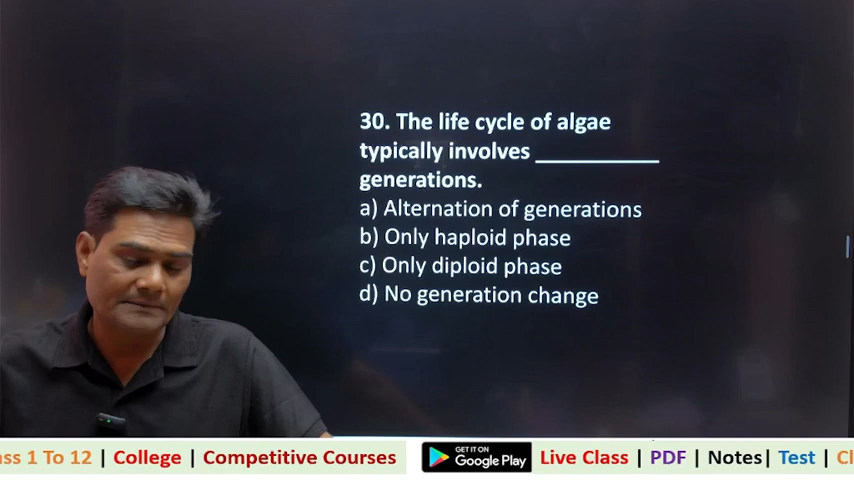 30. The life cycle of algae
typically involves ____________
generations.
a) Alternation of generations
b) Only haploid phase
c) Only diploid phase
d) No generation change
ass 1 To 12 | College | Competitive Courses
GET IT ON
Google Play
Live Class | PDF | Notes| Test | Cl